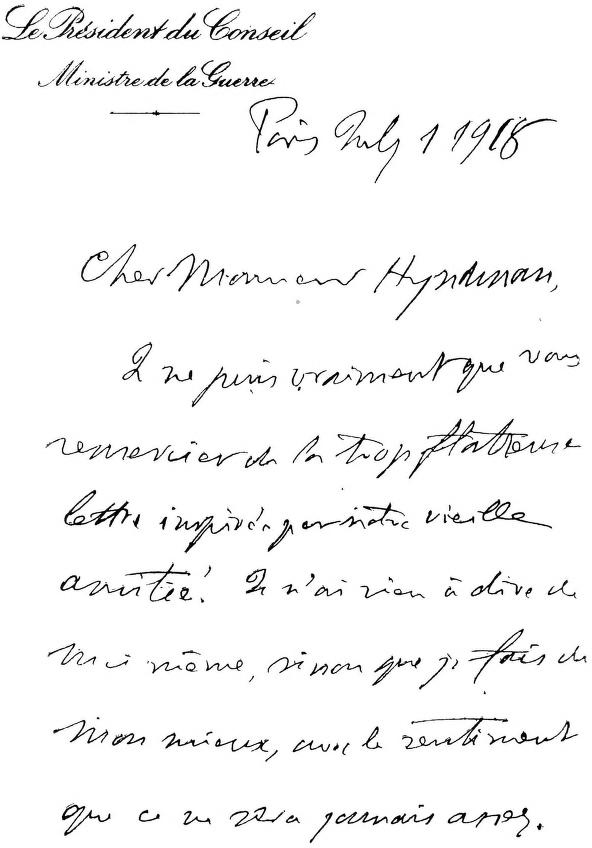 Le Président du Conseil
Ministre de la Guerre
Paris July 1 1918
Cher Monsieur Hyndman,
Je ne puis vraiment que vous
remercier de la trop flatteuse
lettre inspirée par notre vieille
amitié. Je n'ai rien à dire de
moi même, sinon que je fais de
mon mieux, avec le sentiment
que ce ne sera jamais assez.